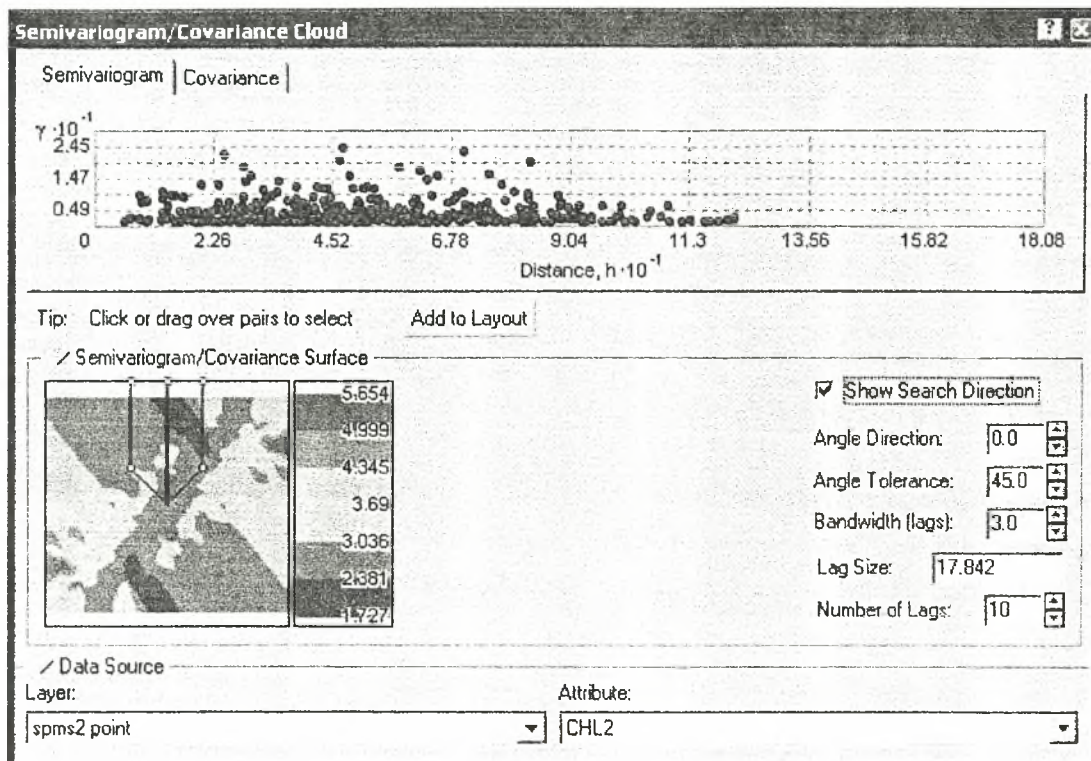 Semivariogram/Covariance Cloud
Semivariogram Covariance
γ·10⁻¹
2.45
1.47
0.49
0 2.26 4.52 6.78 9.04 11.3 13.56 15.82 18.08
Distance, h·10⁻¹
Tip: Click or drag over pairs to select Add to Layout
Semivariogram/Covariance Surface
5.654
4.999
4.345
3.69
3.036
2.381
1.727
Show Search Direction
Angle Direction: 0.0
Angle Tolerance: 45.0
Bandwidth (lags): 3.0
Lag Size: 17.842
Number of Lags: 10
Data Source
Layer: Attribute:
spms2 point CHL2